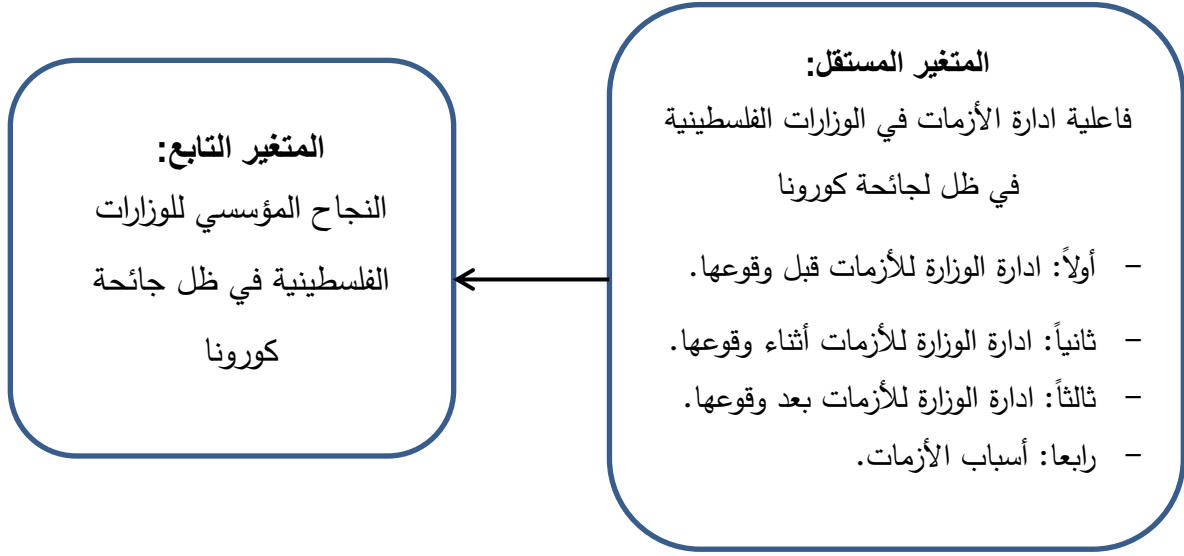 المتغير المستقل:
فاعلية ادارة الأزمات في الوزارات الفلسطينية
في ظل لجائحة كورونا
- أولاً: ادارة الوزارة للأزمات قبل وقوعها.
- ثانياً: ادارة الوزارة للأزمات أثناء وقوعها.
- ثالثاً: ادارة الوزارة للأزمات بعد وقوعها.
- رابعا: أسباب الأزمات.
المتغير التابع:
النجاح المؤسسي للوزارات
الفلسطينية في ظل جائحة
كورونا